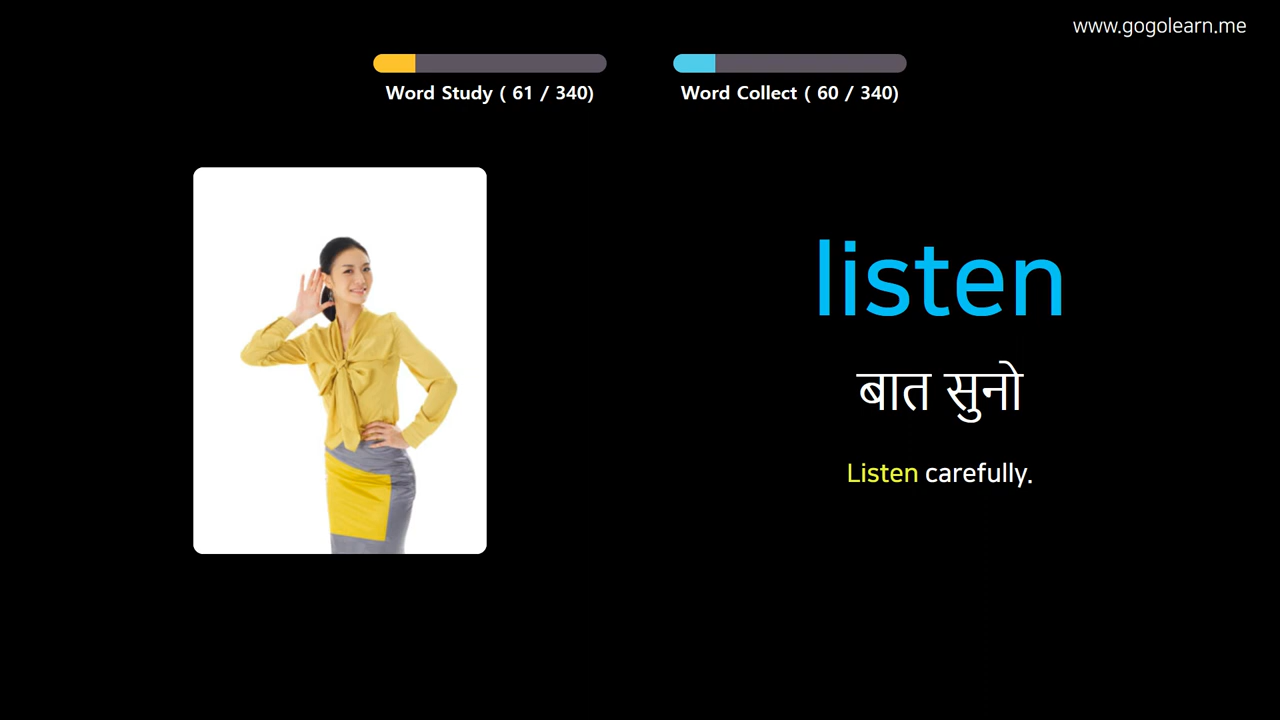 www.gogolearn.me
Word Study ( 61 / 340)
Word Collect ( 60 / 340)
listen
बात सुनो
Listen carefully.